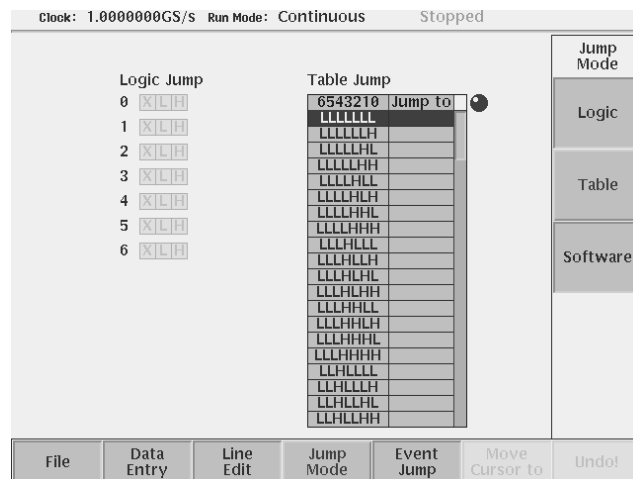 Clock: 1.0000000GS/s Run Mode: Continuous Stopped
Jump Mode
Logic
Table
Software
Logic Jump
0 X L H
1 X L H
2 X L H
3 X L H
4 X L H
5 X L H
6 X L H
Table Jump
6543210 Jump to
LLLLLLL
LLLLLLH
LLLLLHL
LLLLLHH
LLLLHLL
LLLLHLH
LLLLHHL
LLLLHHH
LLLHLLL
LLLHLLH
LLLHLHL
LLLHLHH
LLLHHLL
LLLHHLH
LLLHHHL
LLLHHHH
LLHLLLL
LLHLLLH
LLHLLHL
LLHLLHH
File
Data Entry
Line Edit
Jump Mode
Event Jump
Move Cursor to
Undo!